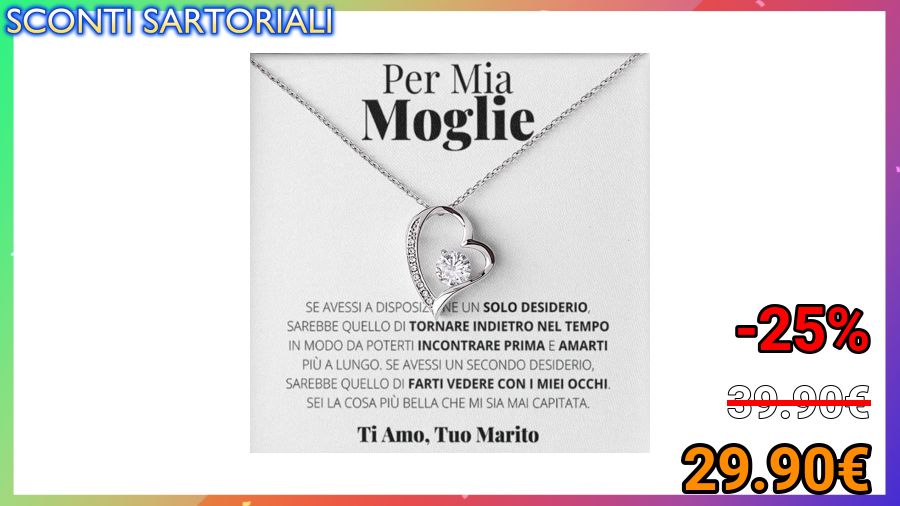 SCONTI SARTORIALI
Per Mia
Moglie
SE AVESSI A DISPOSIZ NE UN SOLO DESIDERIO,
SAREBBE QUELLO DI TORNARE INDIETRO NEL TEMPO
IN MODO DA POTERTI INCONTRARE PRIMA E AMARTI
PIÙ A LUNGO. SE AVESSI UN SECONDO DESIDERIO,
SAREBBE QUELLO DI FARTI VEDERE CON I MIEI OCCHI.
SEI LA COSA PIÙ BELLA CHE MI SIA MAI CAPITATA.
Ti Amo, Tuo Marito
-25%
39.90€
29.90€